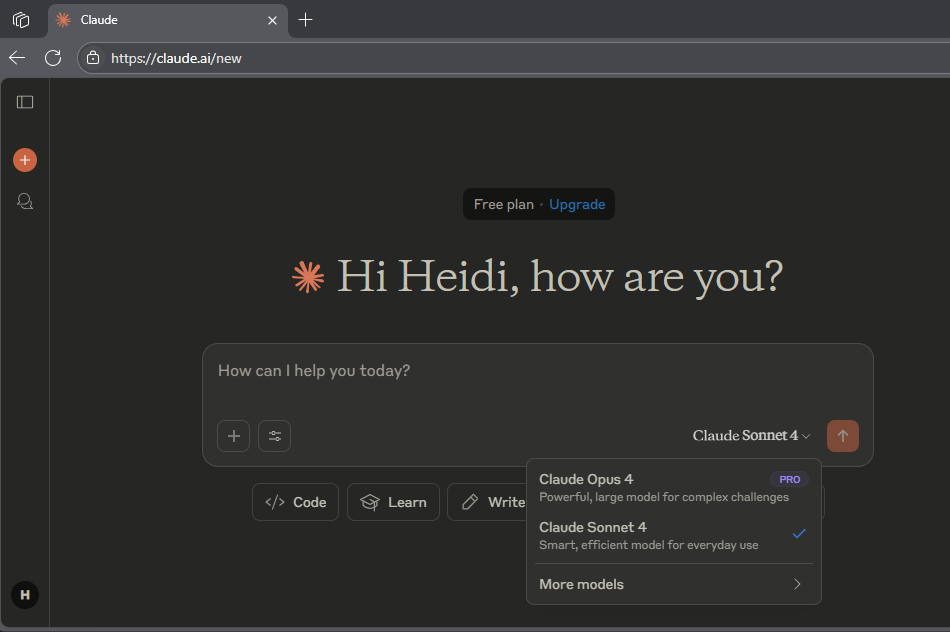 Claude
https://claude.ai/new
Free plan · Upgrade
Hi Heidi, how are you?
How can I help you today?
Claude Sonnet 4
Code
Learn
Write
Claude Opus 4
PRO
Powerful, large model for complex challenges
Claude Sonnet 4
Smart, efficient model for everyday use
More models
H